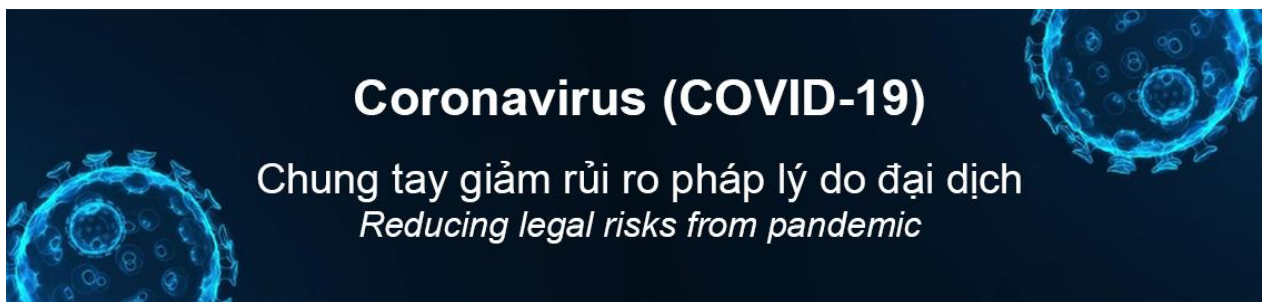 Coronavirus (COVID-19)
Chung tay giảm rủi ro pháp lý do đại dịch
Reducing legal risks from pandemic